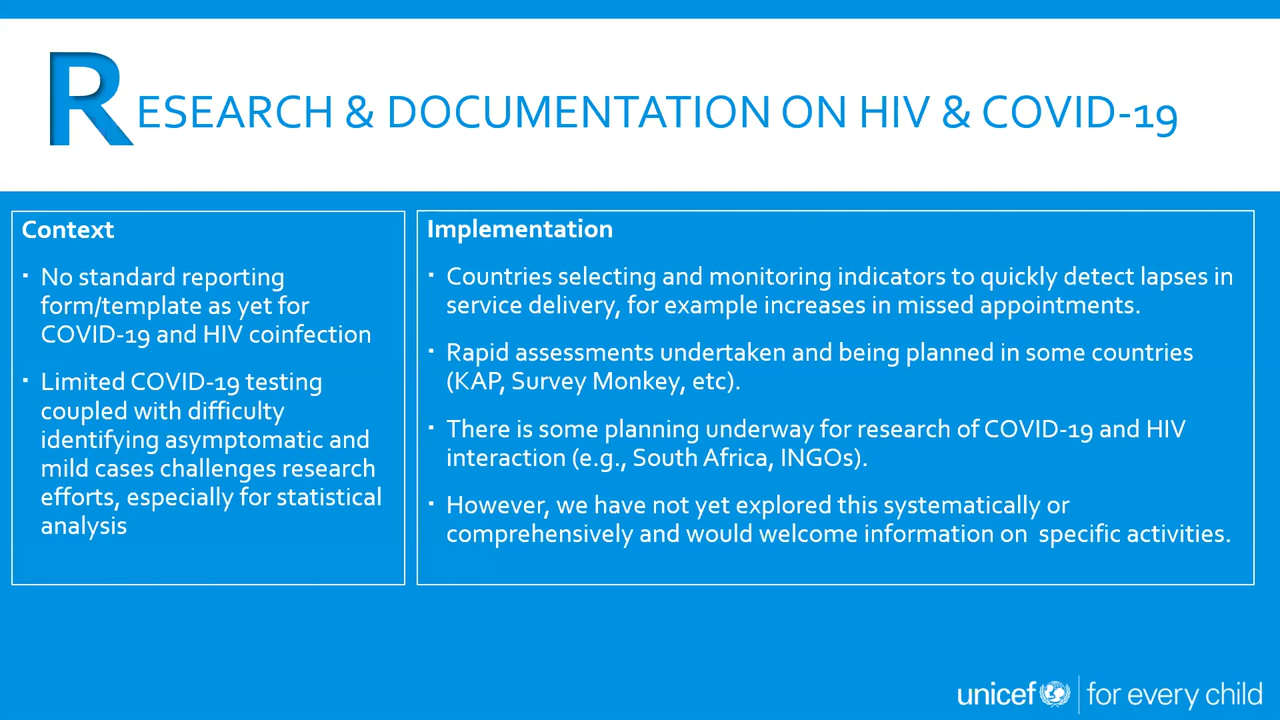 RESEARCH & DOCUMENTATION ON HIV & COVID-19
Context
▪ No standard reporting
form/template as yet for
COVID-19 and HIV coinfection
▪ Limited COVID-19 testing
coupled with difficulty
identifying asymptomatic and
mild cases challenges research
efforts, especially for statistical
analysis
Implementation
▪ Countries selecting and monitoring indicators to quickly detect lapses in
service delivery, for example increases in missed appointments.
▪ Rapid assessments undertaken and being planned in some countries
(KAP, Survey Monkey, etc).
▪ There is some planning underway for research of COVID-19 and HIV
interaction (e.g., South Africa, INGOs).
▪ However, we have not yet explored this systematically or
comprehensively and would welcome information on  specific activities.
unicef | for every child